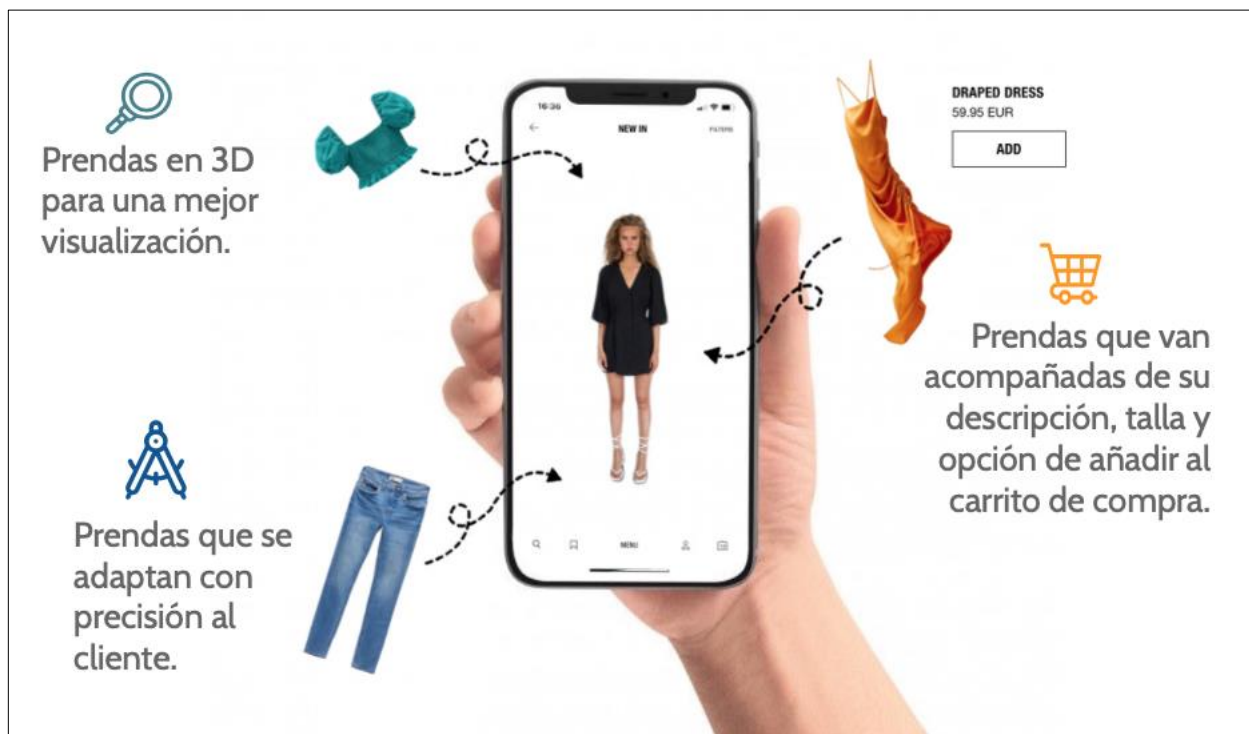 Prendas en 3D
para una mejor
visualización.
16:36
NEW IN
FILTERS
MENU
DRAPED DRESS
59.95 EUR
ADD
Prendas que van
acompañadas de su
descripción, talla y
opción de añadir al
carrito de compra.
Prendas que se
adaptan con
precisión al
cliente.